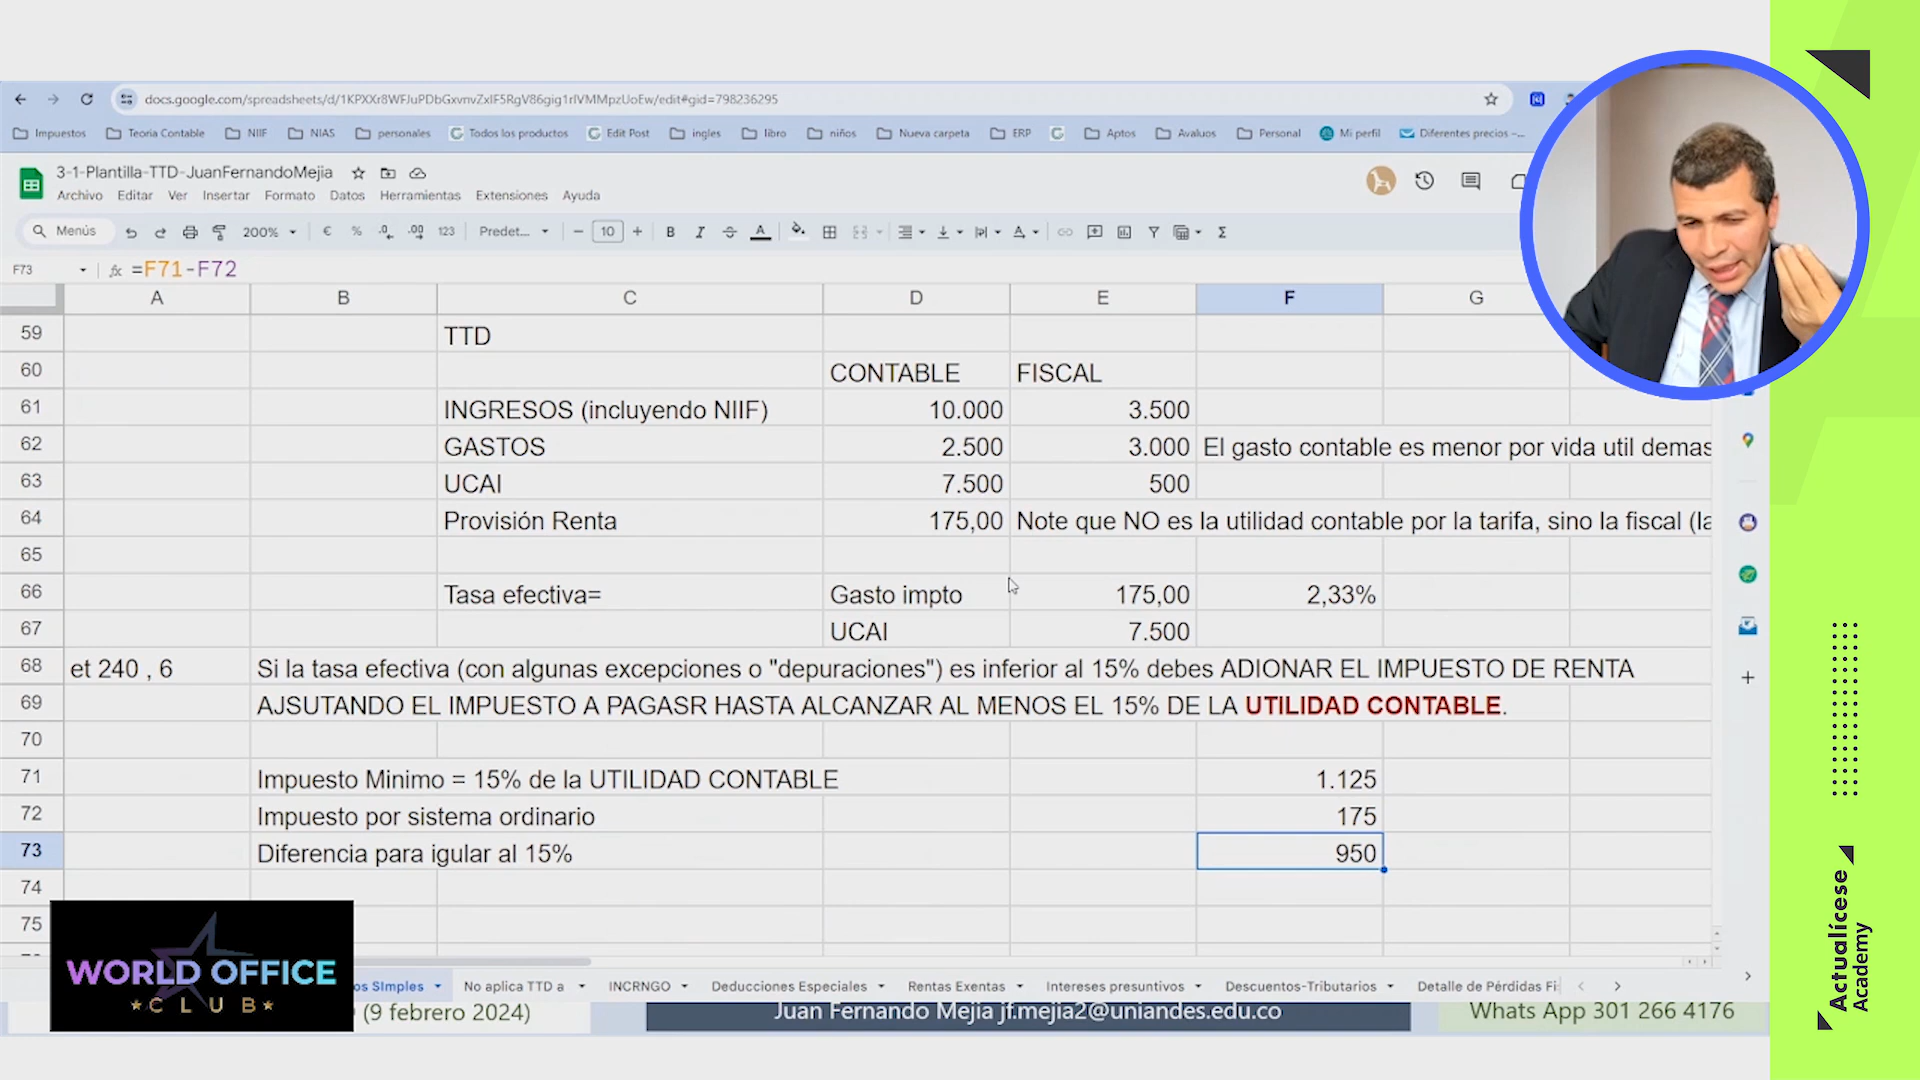 docs.google.com/spreadsheets/d/1KPXXr8WFJuPDbGxvnvZxIF5RgV86gig1rIVMMpzUoEw/edit#gid=798236295
Impuestos Teoria Contable NIIF NIAS personales Todos los productos Edit Post ingles libro niños Nueva carpeta ERP Aptos Avaluos Personal Mi perfil Diferentes precios –...
3-1-Plantilla-TTD-JuanFernandoMejia
Archivo Editar Ver Insertar Formato Datos Herramientas Extensiones Ayuda
Menús 200% € % .0 .00 123 Predet... − 10 + B I A Σ
F73 fx =F71-F72
A B C D E F G
59 TTD
60 CONTABLE FISCAL
61 INGRESOS (incluyendo NIIF) 10.000 3.500
62 GASTOS 2.500 3.000 El gasto contable es menor por vida util demas
63 UCAI 7.500 500
64 Provisión Renta 175,00 Note que NO es la utilidad contable por la tarifa, sino la fiscal (la
65
66 Tasa efectiva= Gasto impto 175,00 2,33%
67 UCAI 7.500
68 et 240 , 6 Si la tasa efectiva (con algunas excepciones o "depuraciones") es inferior al 15% debes ADIONAR EL IMPUESTO DE RENTA
69 AJSUTANDO EL IMPUESTO A PAGASR HASTA ALCANZAR AL MENOS EL 15% DE LA UTILIDAD CONTABLE.
70
71 Impuesto Minimo = 15% de la UTILIDAD CONTABLE 1.125
72 Impuesto por sistema ordinario 175
73 Diferencia para igular al 15% 950
74
75
os SImples No aplica TTD a INCRNGO Deducciones Especiales Rentas Exentas Intereses presuntivos Descuentos-Tributarios Detalle de Pérdidas Fi
WORLD OFFICE
CLUB
(9 febrero 2024) Juan Fernando Mejia jf.mejia2@uniandes.edu.co Whats App 301 266 4176
Actualícese
Academy